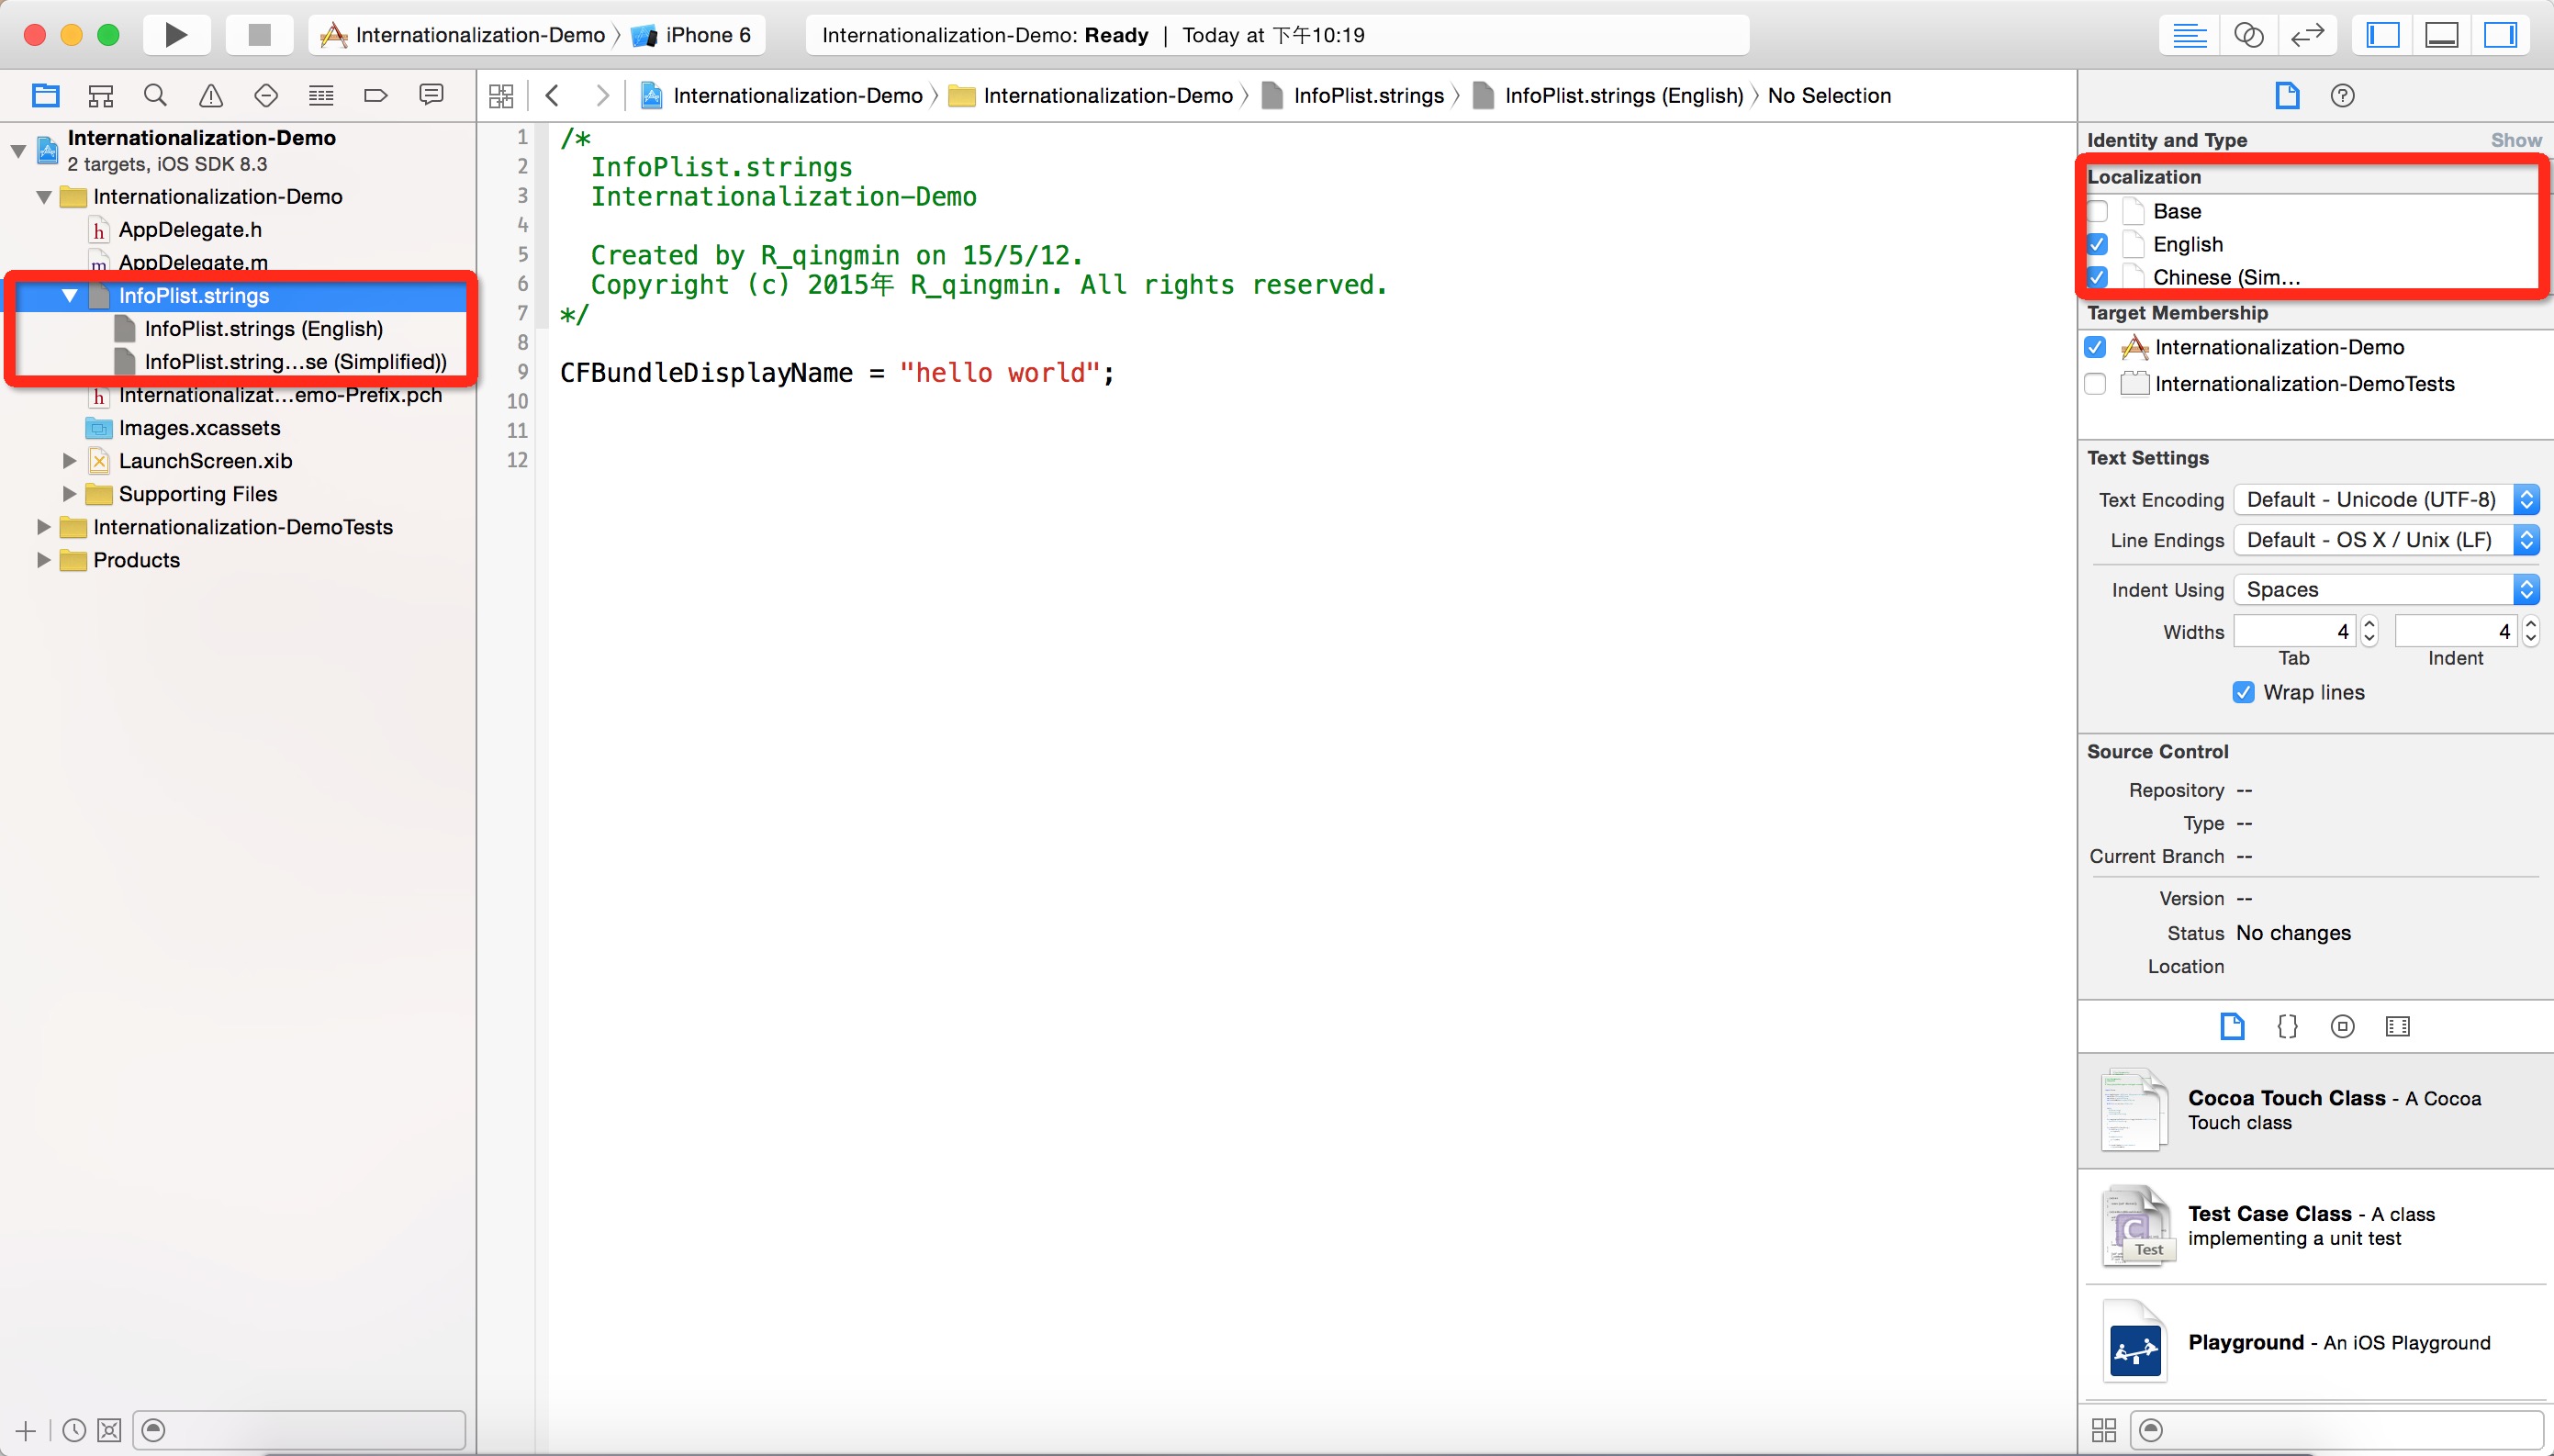 Internationalization-Demo 〉 iPhone 6
Internationalization-Demo: Ready | Today at 下午10:19
Internationalization-Demo 〉 Internationalization-Demo 〉 InfoPlist.strings 〉 InfoPlist.strings (English) 〉 No Selection
Internationalization-Demo
2 targets, iOS SDK 8.3
Internationalization-Demo
AppDelegate.h
AppDelegate.m
InfoPlist.strings
InfoPlist.strings (English)
InfoPlist.string...se (Simplified))
Internationalizat...emo-Prefix.pch
Images.xcassets
LaunchScreen.xib
Supporting Files
Internationalization-DemoTests
Products
1 /*
2 InfoPlist.strings
3 Internationalization-Demo
4
5 Created by R_qingmin on 15/5/12.
6 Copyright (c) 2015年 R_qingmin. All rights reserved.
7 */
8
9 CFBundleDisplayName = "hello world";
10
11
12
Identity and Type Show
Localization
Base
English
Chinese (Sim...
Target Membership
Internationalization-Demo
Internationalization-DemoTests
Text Settings
Text Encoding Default - Unicode (UTF-8)
Line Endings Default - OS X / Unix (LF)
Indent Using Spaces
Widths 4 4
Tab Indent
Wrap lines
Source Control
Repository --
Type --
Current Branch --
Version --
Status No changes
Location
{}
Cocoa Touch Class - A Cocoa
Touch class
C
Test
Test Case Class - A class
implementing a unit test
Playground - An iOS Playground